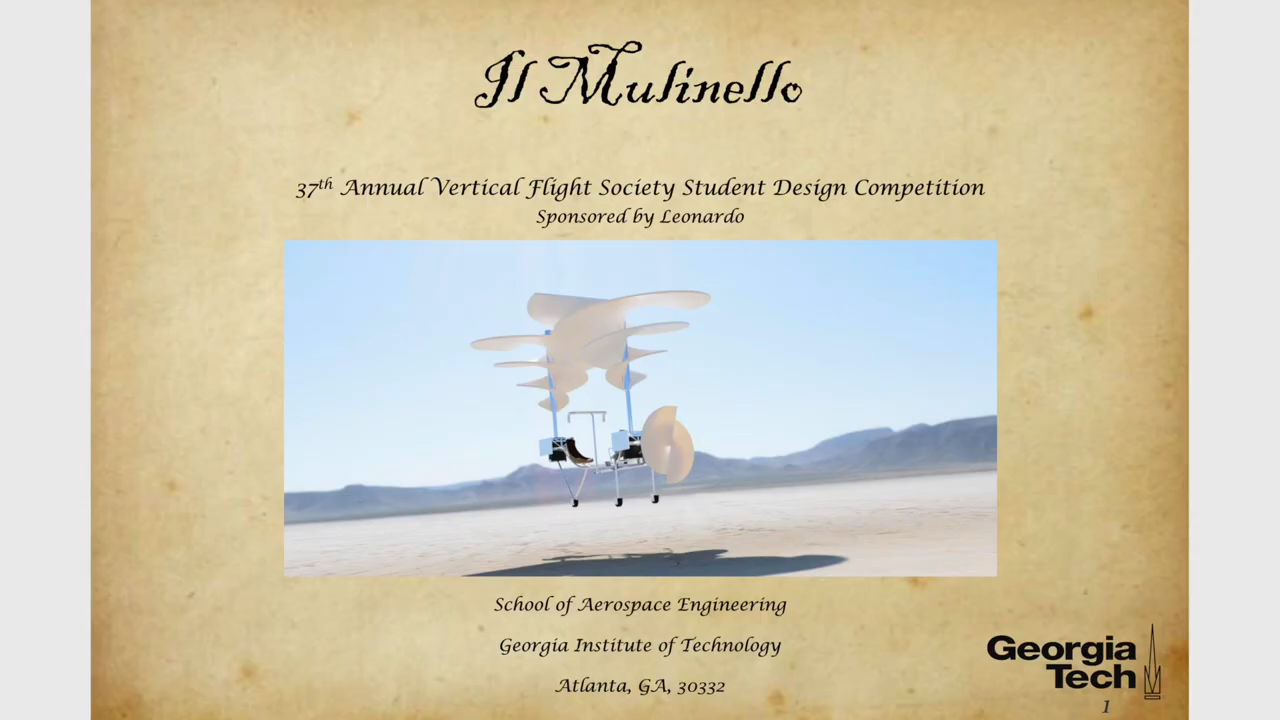 Il Mulinello
37th Annual Vertical Flight Society Student Design Competition
Sponsored by Leonardo
School of Aerospace Engineering
Georgia Institute of Technology
Atlanta, GA, 30332
Georgia
Tech
1